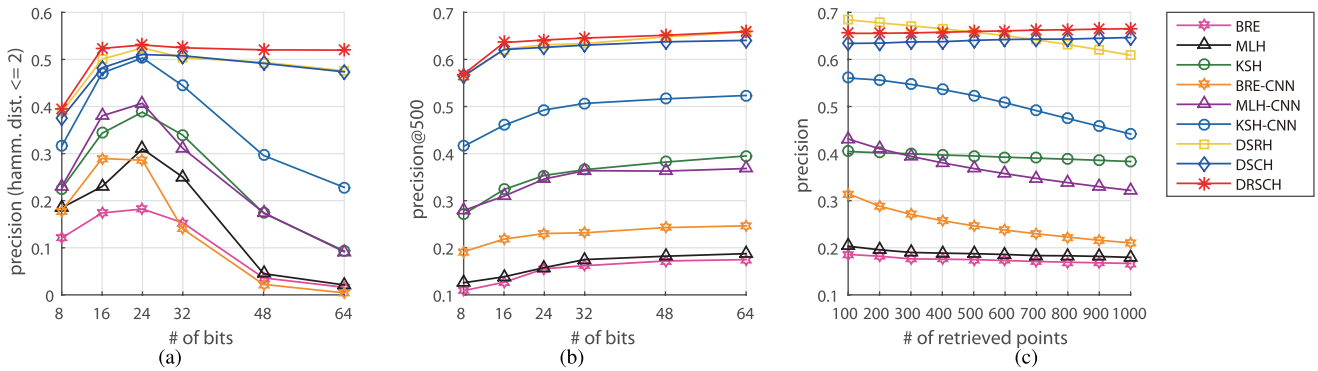 0.6
0.5
0.4
0.3
0.2
0.1
0
precision (hamm. dist. <= 2)
8 16 24 32 48 64
# of bits
(a)
0.7
0.6
0.5
0.4
0.3
0.2
0.1
precision@500
8 16 24 32 48 64
# of bits
(b)
0.7
0.6
0.5
0.4
0.3
0.2
0.1
precision
100 200 300 400 500 600 700 800 900 1000
# of retrieved points
(c)
BRE
MLH
KSH
BRE-CNN
MLH-CNN
KSH-CNN
DSRH
DSCH
DRSCH